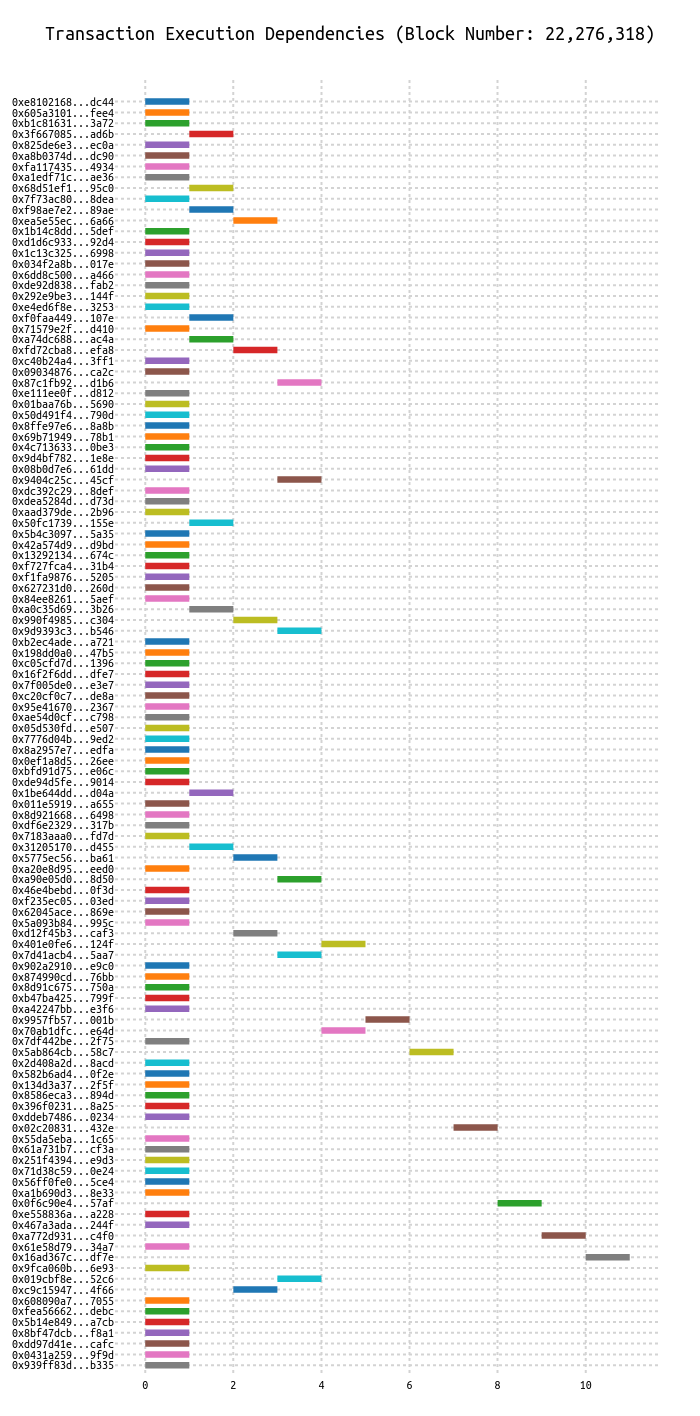 Transaction Execution Dependencies (Block Number: 22,276,318)
0xe8102168...dc44
0x605a3101...fee4
0xb1c81631...3a72
0x3f667085...ad6b
0x825de6e3...ec0a
0xa8b0374d...dc90
0xfa117435...4934
0xa1edf71c...ae36
0x68d51ef1...95c0
0x7f73ac80...8dea
0xf98ae7e2...89ae
0xea5e55ec...6a66
0x1b14c8dd...5def
0xd1d6c933...92d4
0x1c13c325...6998
0x034f2a8b...017e
0x6dd8c500...a466
0xde92d838...fab2
0x292e9be3...144f
0xe4ed6f8e...3253
0xf0faa449...107e
0x71579e2f...d410
0xa74dc688...ac4a
0xfd72cba8...efa8
0xc40b24a4...3ff1
0x09034876...ca2c
0x87c1fb92...d1b6
0xe111ee0f...d812
0x01baa76b...5690
0x50d491f4...790d
0x8ffe97e6...8a8b
0x69b71949...78b1
0x4c713633...0be3
0x9d4bf782...1e8e
0x08b0d7e6...61dd
0x9404c25c...45cf
0xdc392c29...8def
0xdea5284d...d73d
0xaad379de...2b96
0x50fc1739...155e
0x5b4c3097...5a35
0x42a574d9...d9bd
0x13292134...674c
0xf727fca4...31b4
0xf1fa9876...5205
0x627231d0...260d
0x84ee8261...5aef
0xa0c35d69...3b26
0x990f4985...c304
0x9d9393c3...b546
0xb2ec4ade...a721
0x198dd0a0...47b5
0xc05cfd7d...1396
0x16f2f6dd...dfe7
0x7f005de0...e3e7
0xc20cf0c7...de8a
0x95e41670...2367
0xae54d0cf...c798
0x05d530fd...e507
0x7776d04b...9ed2
0x8a2957e7...edfa
0x0ef1a8d5...26ee
0xbfd91d75...e06c
0xde94d5fe...9014
0x1be644dd...d04a
0x011e5919...a655
0x8d921668...6498
0xdf6e2329...317b
0x7183aaa0...fd7d
0x31205170...d455
0x5775ec56...ba61
0xa20e8d95...eed0
0xa90e05d0...8d50
0x46e4bebd...0f3d
0xf235ec05...03ed
0x62045ace...869e
0x5a093b84...995c
0xd12f45b3...caf3
0x401e0fe6...124f
0x7d41acb4...5aa7
0x902a2910...e9c0
0x874990cd...76bb
0x8d91c675...750a
0xb47ba425...799f
0xa42247bb...e3f6
0x9957fb57...001b
0x70ab1dfc...e64d
0x7df442be...2f75
0x5ab864cb...58c7
0x2d408a2d...8acd
0x582b6ad4...0f2e
0x134d3a37...2f5f
0x8586eca3...894d
0x396f0231...8a25
0xddeb7486...0234
0x02c20831...432e
0x55da5eba...1c65
0x61a731b7...cf3a
0x251f4394...e9d3
0x71d38c59...0e24
0x56ff0fe0...5ce4
0xa1b690d3...8e33
0x0f6c90e4...57af
0xe558836a...a228
0x467a3ada...244f
0xa772d931...c4f0
0x61e58d79...34a7
0x16ad367c...df7e
0x9fca060b...6e93
0x019cbf8e...52c6
0xc9c15947...4f66
0x608090a7...7055
0xfea56662...debc
0x5b14e849...a7cb
0x8bf47dcb...f8a1
0xdd97d41e...cafc
0x0431a259...9f9d
0x939ff83d...b335
0 2 4 6 8 10